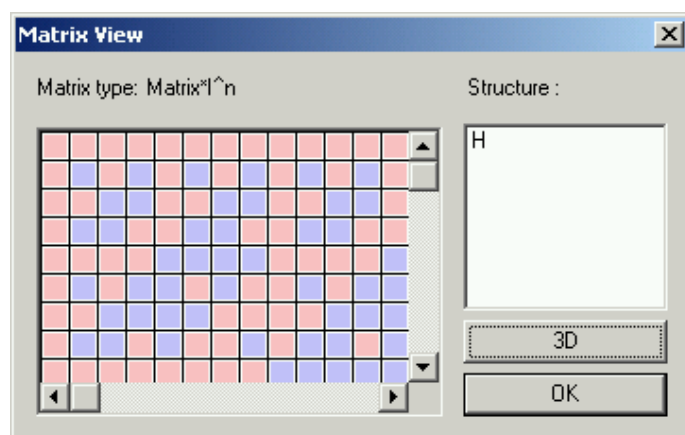 Matrix View
Matrix type: Matrix*I^n
Structure :
H
3D
OK